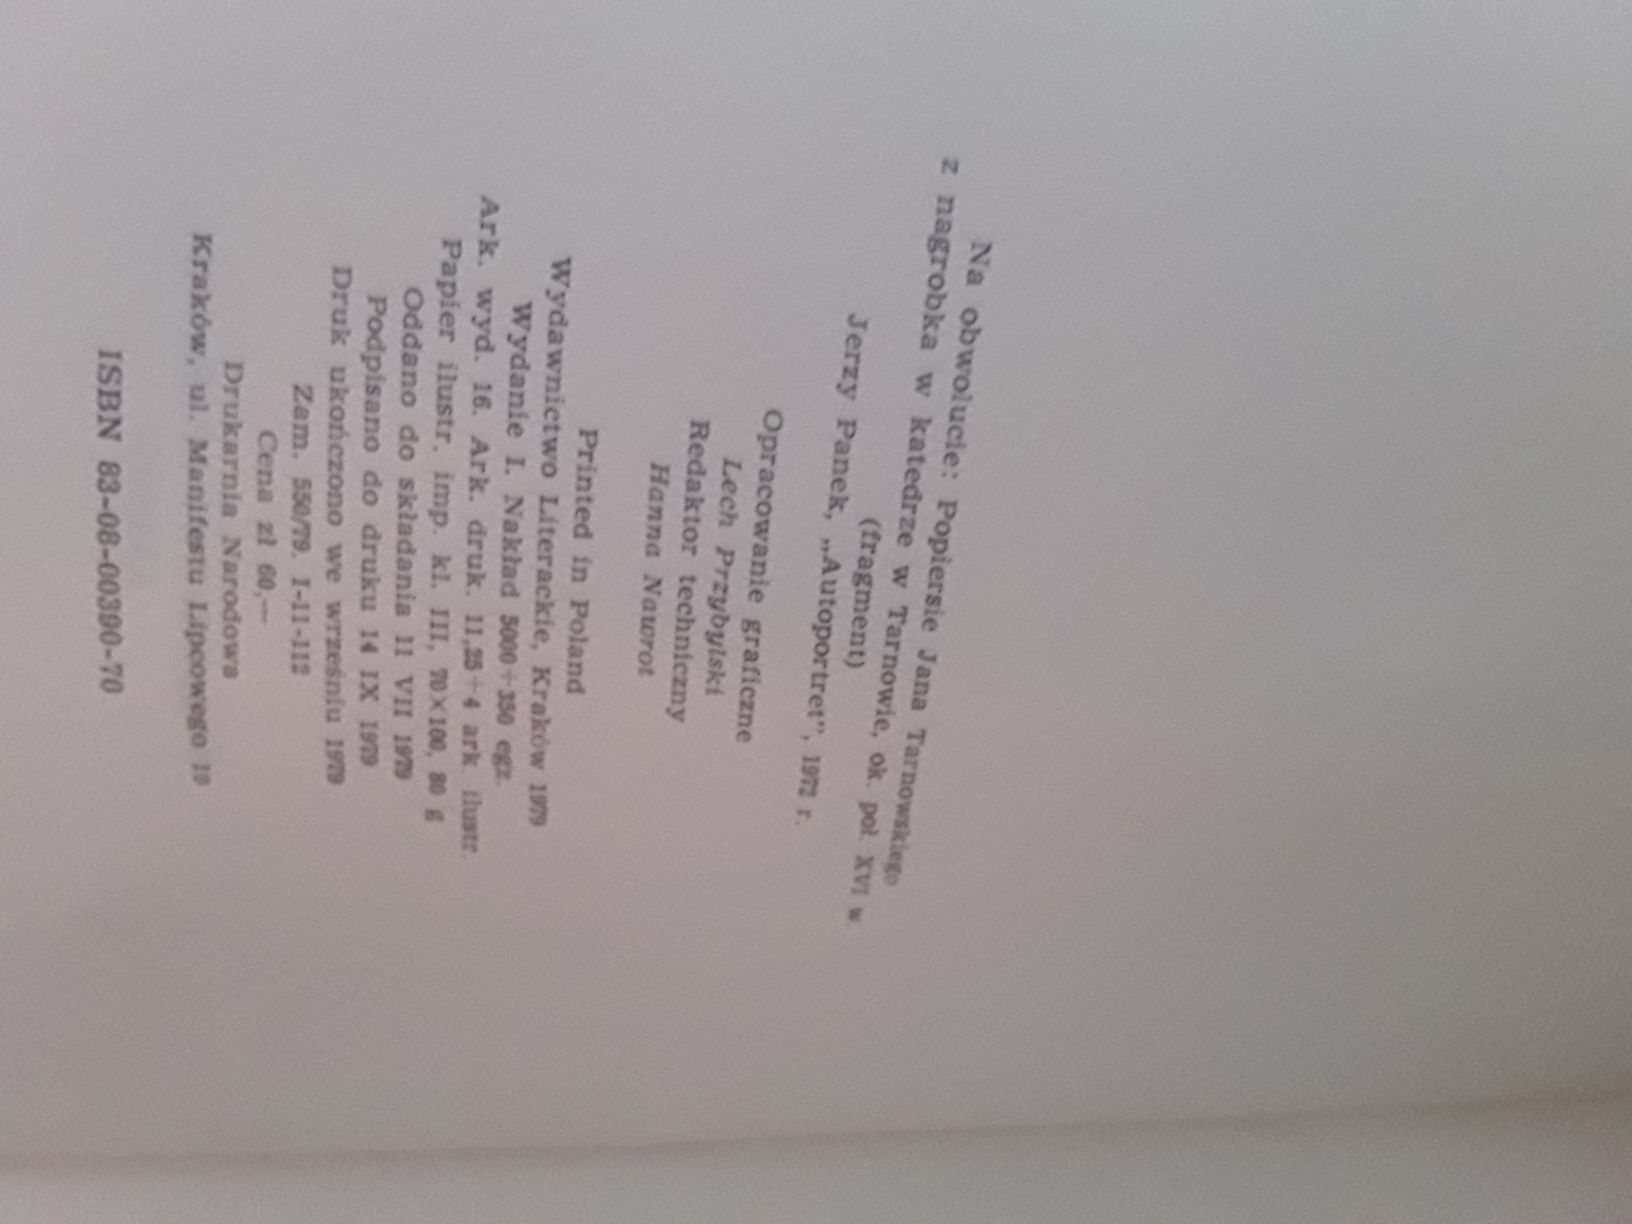 Na obwolucie: Popiersie Jana Tarnowskiego
z nagrobka w katedrze w Tarnowie, ok. poł. XVI w.
(fragment)
Jerzy Panek, „Autoportret”, 1972 r.
Opracowanie graficzne
Lech Przybylski
Redaktor techniczny
Hanna Nawrot
Printed in Poland
Wydawnictwo Literackie, Kraków 1979
Wydanie I. Nakład 5000+350 egz.
Ark. wyd. 16. Ark. druk. 11,25+4 ark. ilustr.
Papier ilustr. imp. kl. III, 70×100, 80 g
Oddano do składania 11 VII 1979
Podpisano do druku 14 IX 1979
Druk ukończono we wrześniu 1979
Zam. 550/79. I-11-112
Cena zł 60,—
Drukarnia Narodowa
Kraków, ul. Manifestu Lipcowego 19
ISBN 83-08-00390-70